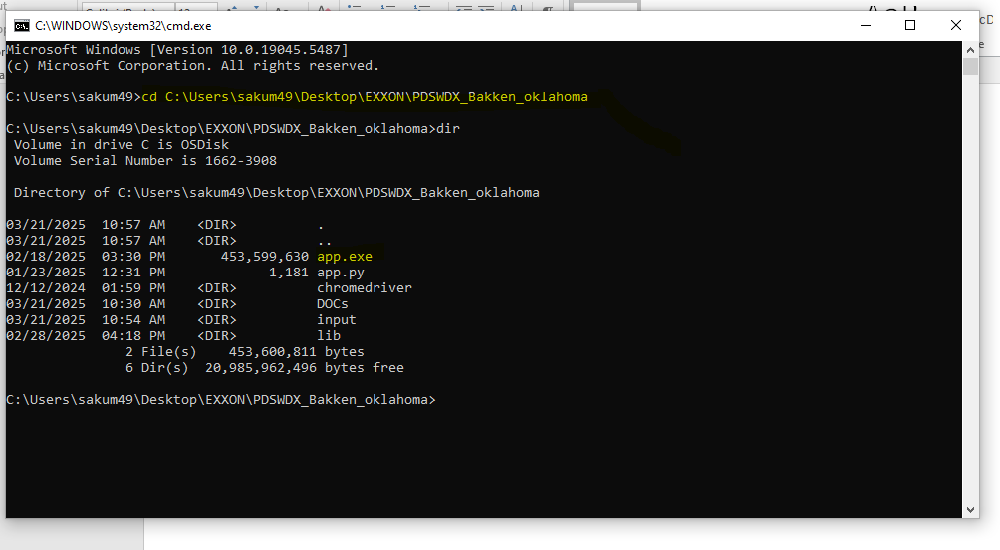 C:\WINDOWS\system32\cmd.exe
Microsoft Windows [Version 10.0.19045.5487]
(c) Microsoft Corporation. All rights reserved.
C:\Users\sakum49>cd C:\Users\sakum49\Desktop\EXXON\PDSWDX_Bakken_oklahoma
C:\Users\sakum49\Desktop\EXXON\PDSWDX_Bakken_oklahoma>dir
 Volume in drive C is OSDisk
 Volume Serial Number is 1662-3908
 Directory of C:\Users\sakum49\Desktop\EXXON\PDSWDX_Bakken_oklahoma
03/21/2025  10:57 AM    <DIR>          .
03/21/2025  10:57 AM    <DIR>          ..
02/18/2025  03:30 PM       453,599,630 app.exe
01/23/2025  12:31 PM             1,181 app.py
12/12/2024  01:59 PM    <DIR>          chromedriver
03/21/2025  10:30 AM    <DIR>          DOCs
03/21/2025  10:54 AM    <DIR>          input
02/28/2025  04:18 PM    <DIR>          lib
               2 File(s)    453,600,811 bytes
               6 Dir(s)  20,985,962,496 bytes free
C:\Users\sakum49\Desktop\EXXON\PDSWDX_Bakken_oklahoma>